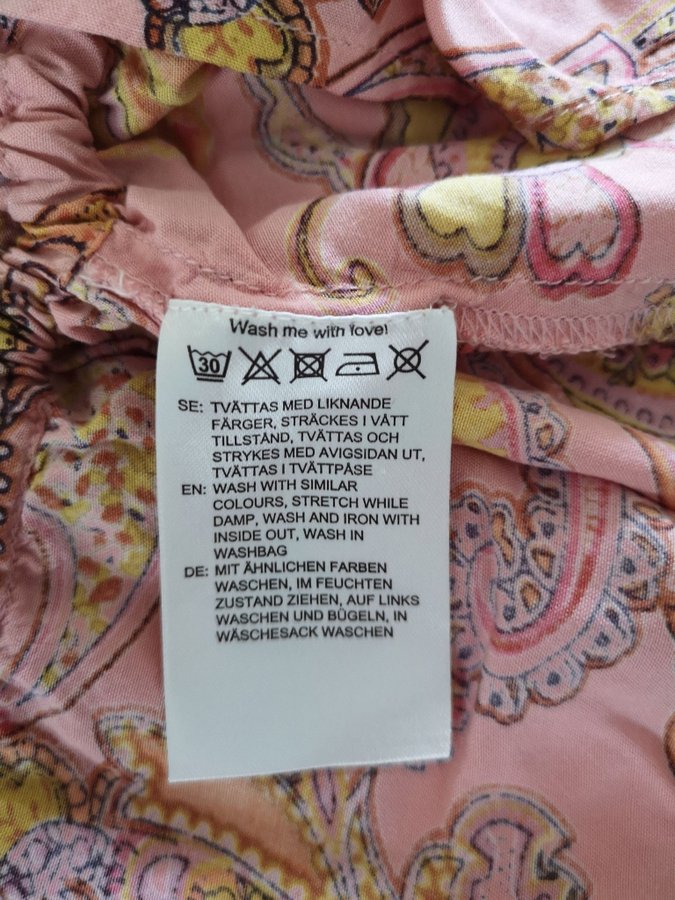 Wash me with love!
30
SE: TVÄTTAS MED LIKNANDE
FÄRGER, STRÄCKES I VÅTT
TILLSTÅND, TVÄTTAS OCH
STRYKES MED AVIGSIDAN UT,
TVÄTTAS I TVÄTTPÅSE
EN: WASH WITH SIMILAR
COLOURS, STRETCH WHILE
DAMP, WASH AND IRON WITH
INSIDE OUT, WASH IN
WASHBAG
DE: MIT ÄHNLICHEN FARBEN
WASCHEN, IM FEUCHTEN
ZUSTAND ZIEHEN, AUF LINKS
WASCHEN UND BÜGELN, IN
WÄSCHESACK WASCHEN